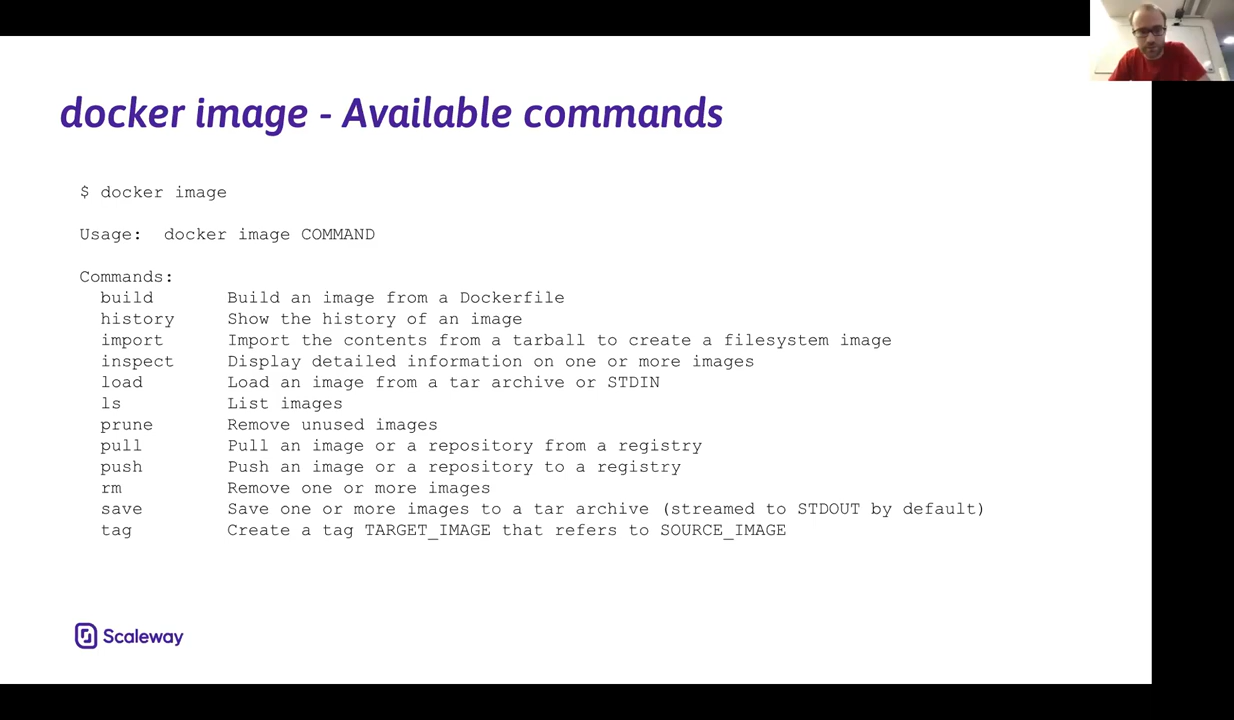 docker image - Available commands
$ docker image
Usage:  docker image COMMAND
Commands:
build Build an image from a Dockerfile
history Show the history of an image
import Import the contents from a tarball to create a filesystem image
inspect Display detailed information on one or more images
load Load an image from a tar archive or STDIN
ls List images
prune Remove unused images
pull Pull an image or a repository from a registry
push Push an image or a repository to a registry
rm Remove one or more images
save Save one or more images to a tar archive (streamed to STDOUT by default)
tag Create a tag TARGET_IMAGE that refers to SOURCE_IMAGE
Scaleway